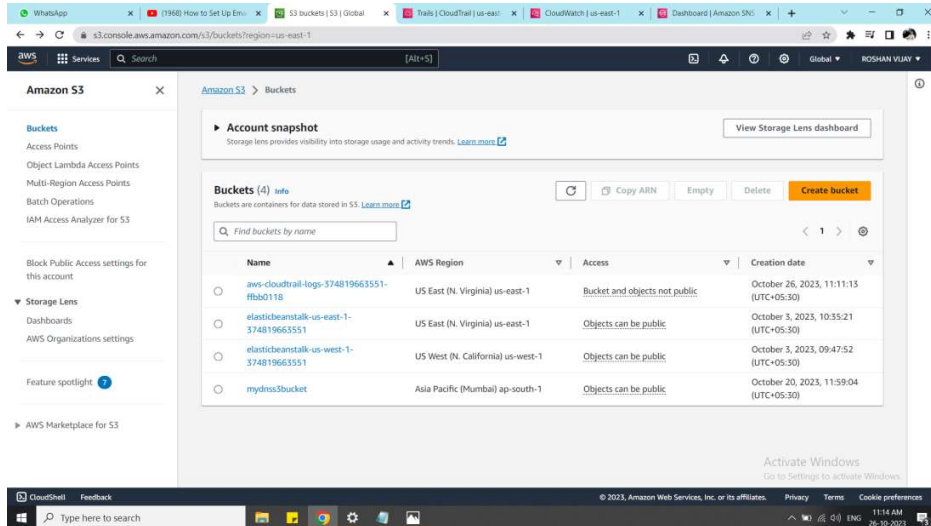 WhatsApp
(1968) How to Set Up Ema
S3 buckets | S3 | Global
Trails | CloudTrail | us-east
CloudWatch | us-east-1
Dashboard | Amazon SNS
s3.console.aws.amazon.com/s3/buckets?region=us-east-1
aws
Services
Search
[Alt+S]
Global
ROSHAN VIJAY
Amazon S3
Buckets
Access Points
Object Lambda Access Points
Multi-Region Access Points
Batch Operations
IAM Access Analyzer for S3
Block Public Access settings for
this account
Storage Lens
Dashboards
AWS Organizations settings
Feature spotlight 7
AWS Marketplace for S3
Amazon S3 > Buckets
Account snapshot
Storage lens provides visibility into storage usage and activity trends. Learn more
View Storage Lens dashboard
Buckets (4) Info
Buckets are containers for data stored in S3. Learn more
Copy ARN
Empty
Delete
Create bucket
Find buckets by name
1
Name
AWS Region
Access
Creation date
aws-cloudtrail-logs-374819663551-
ffbb0118
US East (N. Virginia) us-east-1
Bucket and objects not public
October 26, 2023, 11:11:13
(UTC+05:30)
elasticbeanstalk-us-east-1-
374819663551
US East (N. Virginia) us-east-1
Objects can be public
October 3, 2023, 10:35:21
(UTC+05:30)
elasticbeanstalk-us-west-1-
374819663551
US West (N. California) us-west-1
Objects can be public
October 3, 2023, 09:47:52
(UTC+05:30)
mydnss3bucket
Asia Pacific (Mumbai) ap-south-1
Objects can be public
October 20, 2023, 11:59:04
(UTC+05:30)
Activate Windows
Go to Settings to activate Windows.
CloudShell
Feedback
© 2023, Amazon Web Services, Inc. or its affiliates.
Privacy
Terms
Cookie preferences
Type here to search
ENG
11:14 AM
26-10-2023